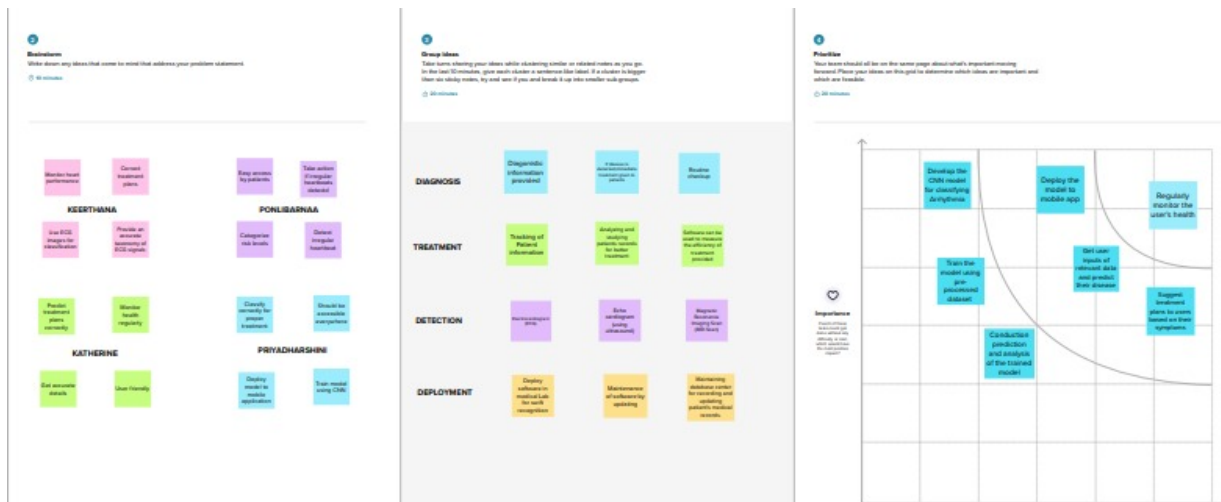 2
Brainstorm
Write down any ideas that come to mind that address your problem statement.
10 minutes
Monitor heart
performance
Correct
treatment
plans
KEERTHANA
Use ECG
images for
classification
Provide an
accurate
taxonomy of
ECG signals
Easy access
by patients
Take action
if irregular
heartbeats
detected
PONLIBARNAA
Categorize
risk levels
Detect
irregular
heartbeat
Predict
treatment
plans
correctly
Monitor
health
regularly
KATHERINE
Get accurate
details
User friendly
Classify
correctly for
proper
treatment
Should be
accessible
everywhere
PRIYADHARSHINI
Deploy
model to
mobile
application
Train model
using CNN
3
Group ideas
Take turns sharing your ideas while clustering similar or related notes as you go.
In the last 10 minutes, give each cluster a sentence-like label. If a cluster is bigger
than six sticky notes, try and see if you and break it up into smaller sub-groups.
20 minutes
DIAGNOSIS
Diagnostic
information
provided
Routine
checkup
TREATMENT
Tracking of
Patient
information
Analyzing and
studying
patients records
for better
treatment
Software can be
used to measure
the efficiency of
treatment
provided
DETECTION
Echo
cardiogram
(using
ultrasound)
Magnetic
Resonance
Imaging Scan
(MRI Scan)
DEPLOYMENT
Deploy
software in
medical Lab
for swift
recognition
Maintenance
of software by
updating
Maintaining
database center
for recording and
updating
patient's medical
records
4
Prioritize
Your team should all be on the same page about what's important moving
forward. Place your ideas on this grid to determine which ideas are important and
which are feasible.
20 minutes
Importance
Develop the
CNN model
for classifying
Arrhythmia
Deploy the
model to
mobile app
Regularly
monitor the
user's health
Train the
model using
pre-
processed
dataset
Get user
inputs of
relevant data
and predict
their disease
Suggest
treatment
plans to users
based on their
symptoms
Conduction
prediction
and analysis
of the trained
model